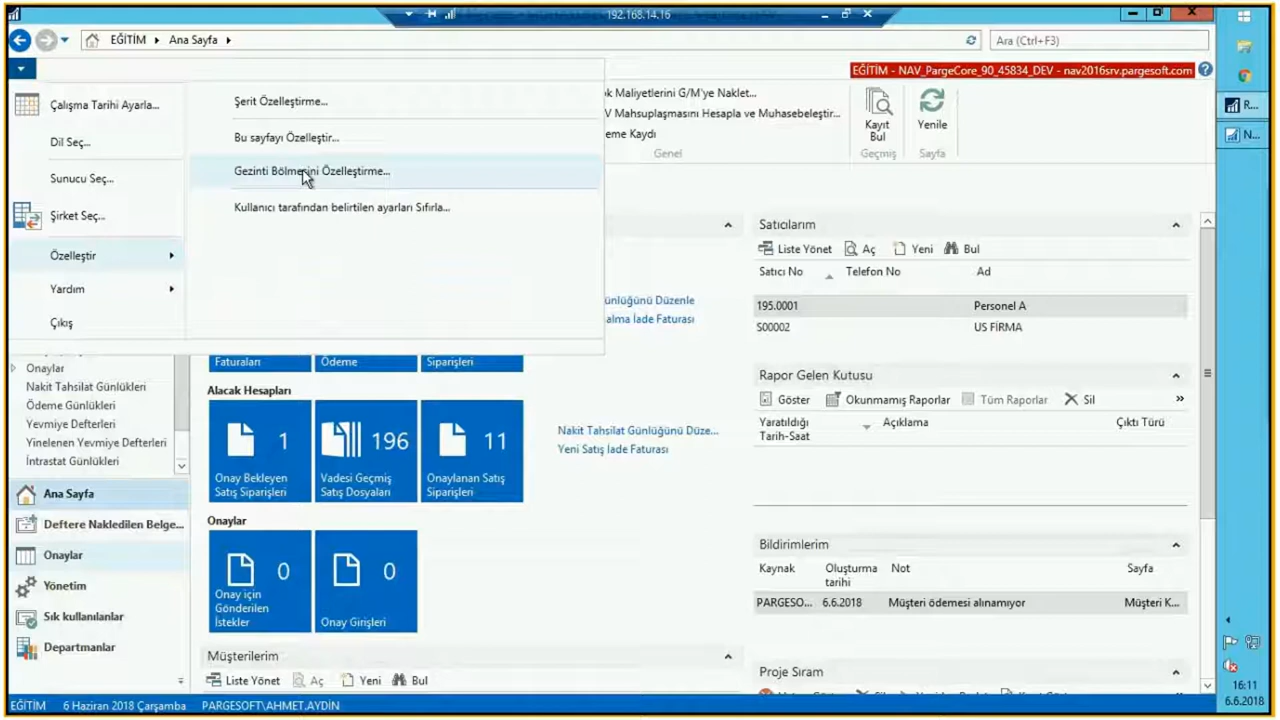 192.168.14.16
EĞİTİM
Ana Sayfa
Ara (Ctrl+F3)
EĞİTİM - NAV_PargeCore_90_45834_DEV - nav2016srv.pargesoft.com
Çalışma Tarihi Ayarla...
Dil Seç...
Sunucu Seç...
Şirket Seç...
Özelleştir
Yardım
Çıkış
Şerit Özelleştirme...
Bu sayfayı Özelleştir...
Gezinti Bölmesini Özelleştirme...
Kullanıcı tarafından belirtilen ayarları Sıfırla...
k Maliyetlerini G/M'ye Naklet...
V Mahsuplaşmasını Hesapla ve Muhasebeleştir...
eme Kaydı
Genel
Kayıt
Bul
Geçmiş
Yenile
Sayfa
R...
N...
Onaylar
Nakit Tahsilat Günlükleri
Ödeme Günlükleri
Yevmiye Defterleri
Yinelenen Yevmiye Defterleri
İntrastat Günlükleri
Ana Sayfa
Deftere Nakledilen Belge...
Onaylar
Yönetim
Sık kullanılanlar
Departmanlar
ünlüğünü Düzenle
alma İade Faturası
Faturaları
Ödeme
Siparişleri
Alacak Hesapları
1
Onay Bekleyen
Satış Siparişleri
196
Vadesi Geçmiş
Satış Dosyaları
11
Onaylanan Satış
Siparişleri
Nakit Tahsilat Günlüğünü Düze...
Yeni Satış İade Faturası
Onaylar
0
Onay için
Gönderilen
İstekler
0
Onay Girişleri
Müşterilerim
Liste Yönet
Aç
Yeni
Bul
Satıcılarım
Liste Yönet
Aç
Yeni
Bul
Satıcı No
Telefon No
Ad
195.0001
Personel A
S00002
US FİRMA
Rapor Gelen Kutusu
Göster
Okunmamış Raporlar
Tüm Raporlar
Sil
Yaratıldığı
Tarih-Saat
Açıklama
Çıktı Türü
Bildirimlerim
Kaynak
Oluşturma
tarihi
Not
Sayfa
PARGESO...
6.6.2018
Müşteri ödemesi alınamıyor
Müşteri K...
Proje Sıram
EĞİTİM
6 Haziran 2018 Çarşamba
PARGESOFT\AHMET.AYDIN
16:11
6.6.2018